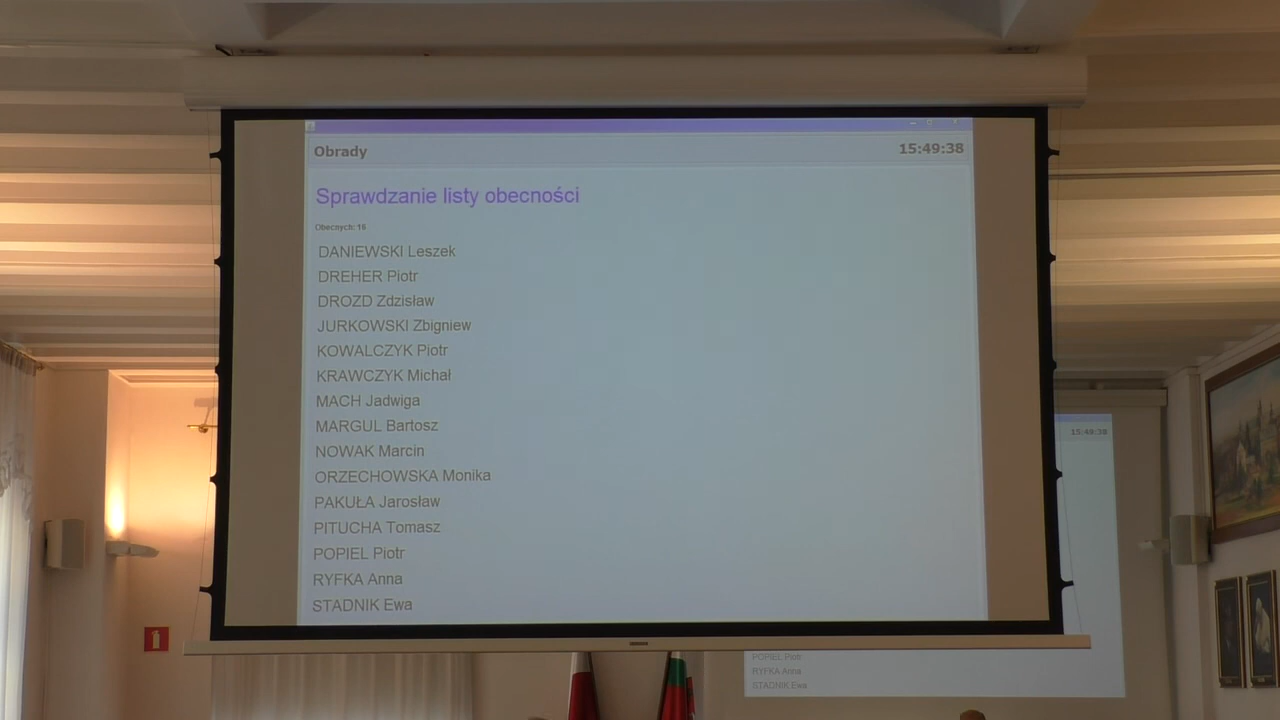 Obrady
15:49:38
Sprawdzanie listy obecności
Obecnych: 16
DANIEWSKI Leszek
DREHER Piotr
DROZD Zdzisław
JURKOWSKI Zbigniew
KOWALCZYK Piotr
KRAWCZYK Michał
MACH Jadwiga
MARGUL Bartosz
NOWAK Marcin
ORZECHOWSKA Monika
PAKUŁA Jarosław
PITUCHA Tomasz
POPIEL Piotr
RYFKA Anna
STADNIK Ewa
15:49:38
POPIEL Piotr
RYFKA Anna
STADNIK Ewa